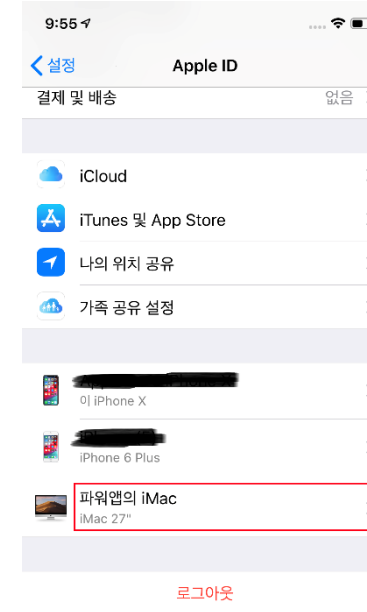 9:55
설정
Apple ID
결제 및 배송 없음
iCloud
iTunes 및 App Store
나의 위치 공유
가족 공유 설정
이 iPhone X
iPhone 6 Plus
파워앱의 iMac
iMac 27"
로그아웃